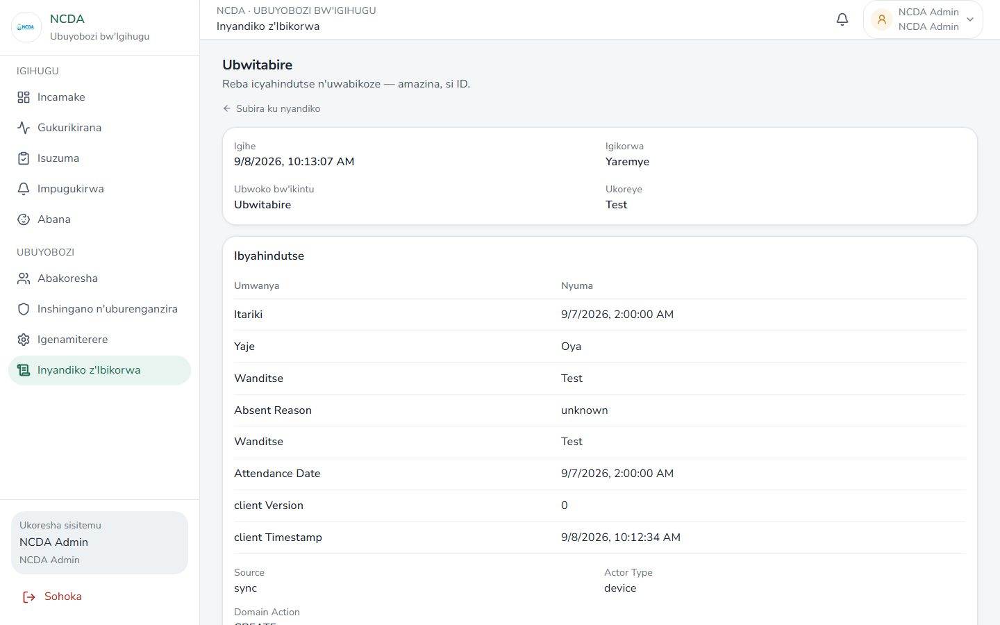 NCDA
NCDA
Ubuyobozi bw'Igihugu
IGIHUGU
Incamake
Gukurikirana
Isuzuma
Impugukirwa
Abana
UBUYOBOZI
Abakoresha
Inshingano n'uburenganzira
Igenamiterere
Inyandiko z'Ibikorwa
Ukoresha sisitemu
NCDA Admin
NCDA Admin
Sohoka
NCDA · UBUYOBOZI BW'IGIHUGU
Inyandiko z'Ibikorwa
NCDA Admin
NCDA Admin
Ubwitabire
Reba icyahindutse n'uwabikoze — amazina, si ID.
Subira ku nyandiko
Igihe
9/8/2026, 10:13:07 AM
Igikorwa
Yaremye
Ubwoko bw'ikintu
Ubwitabire
Ukoreye
Test
Ibyahindutse
Umwanya Nyuma
Itariki 9/7/2026, 2:00:00 AM
Yaje Oya
Wanditse Test
Absent Reason unknown
Wanditse Test
Attendance Date 9/7/2026, 2:00:00 AM
client Version 0
client Timestamp 9/8/2026, 10:12:34 AM
Source
sync
Actor Type
device
Domain Action
CREATE